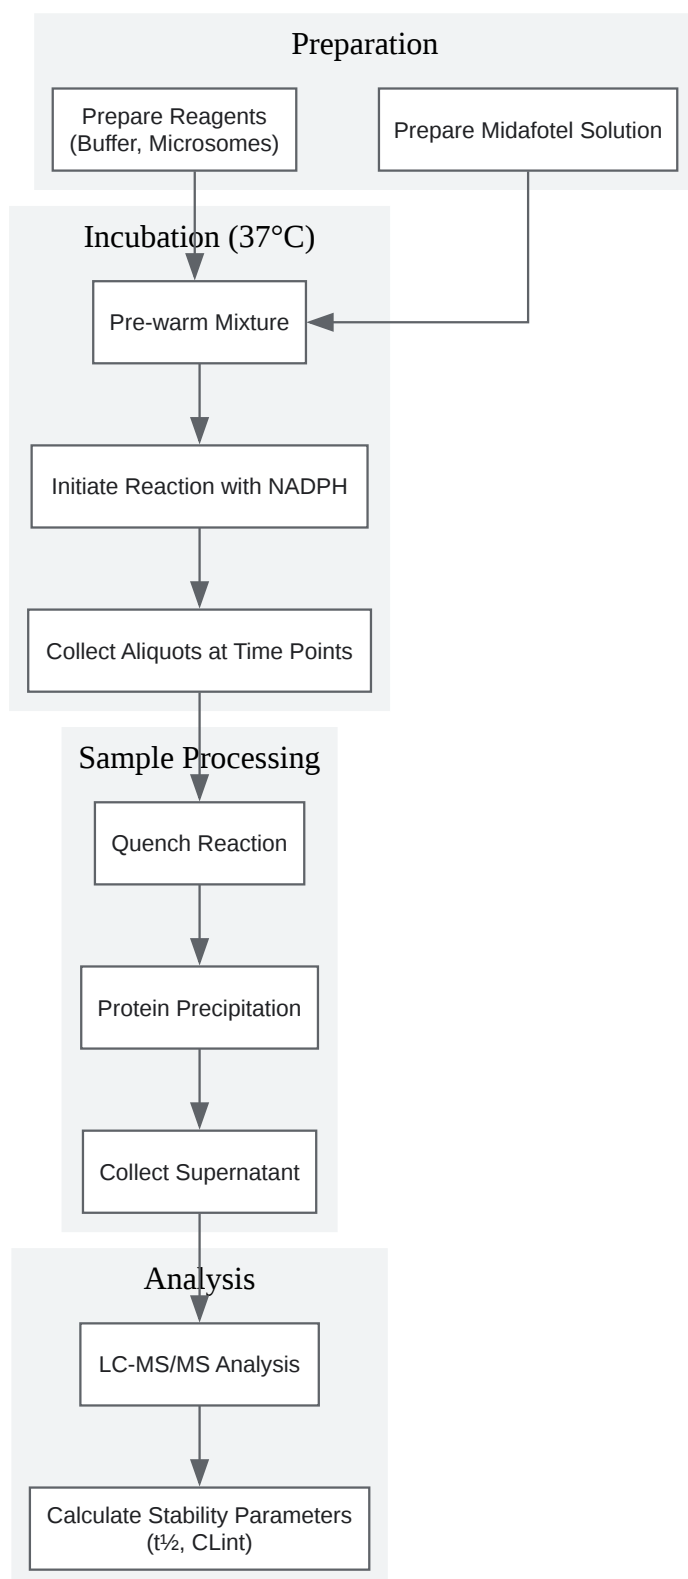 Preparation
Prepare Reagents
(Buffer, Microsomes)
Prepare Midafotel Solution
Incubation (37°C)
Pre-warm Mixture
Initiate Reaction with NADPH
Collect Aliquots at Time Points
Sample Processing
Quench Reaction
Protein Precipitation
Collect Supernatant
Analysis
LC-MS/MS Analysis
Calculate Stability Parameters
(t½, CLint)